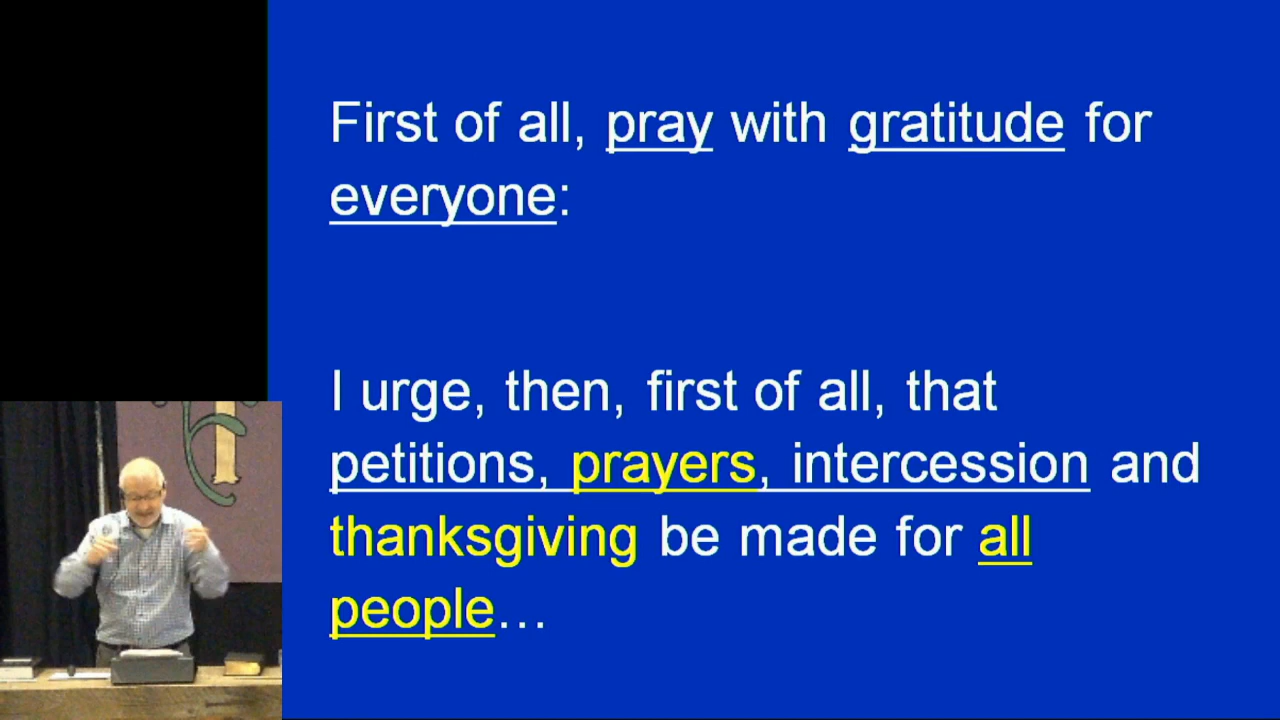 First of all, pray with gratitude for
everyone:
I urge, then, first of all, that
petitions, prayers, intercession and
thanksgiving be made for all
people…